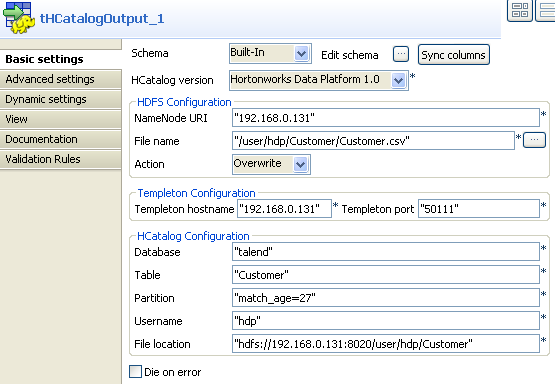 tHCatalogOutput_1
Basic settings
Advanced settings
Dynamic settings
View
Documentation
Validation Rules
Schema Built-In Edit schema ... Sync columns
HCatalog version Hortonworks Data Platform 1.0 *
HDFS Configuration
NameNode URI "192.168.0.131" *
File name "/user/hdp/Customer/Customer.csv" * ...
Action Overwrite
Templeton Configuration
Templeton hostname "192.168.0.131" * Templeton port "50111" *
HCatalog Configuration
Database "talend" *
Table "Customer" *
Partition "match_age=27" *
Username "hdp" *
File location "hdfs://192.168.0.131:8020/user/hdp/Customer" *
Die on error